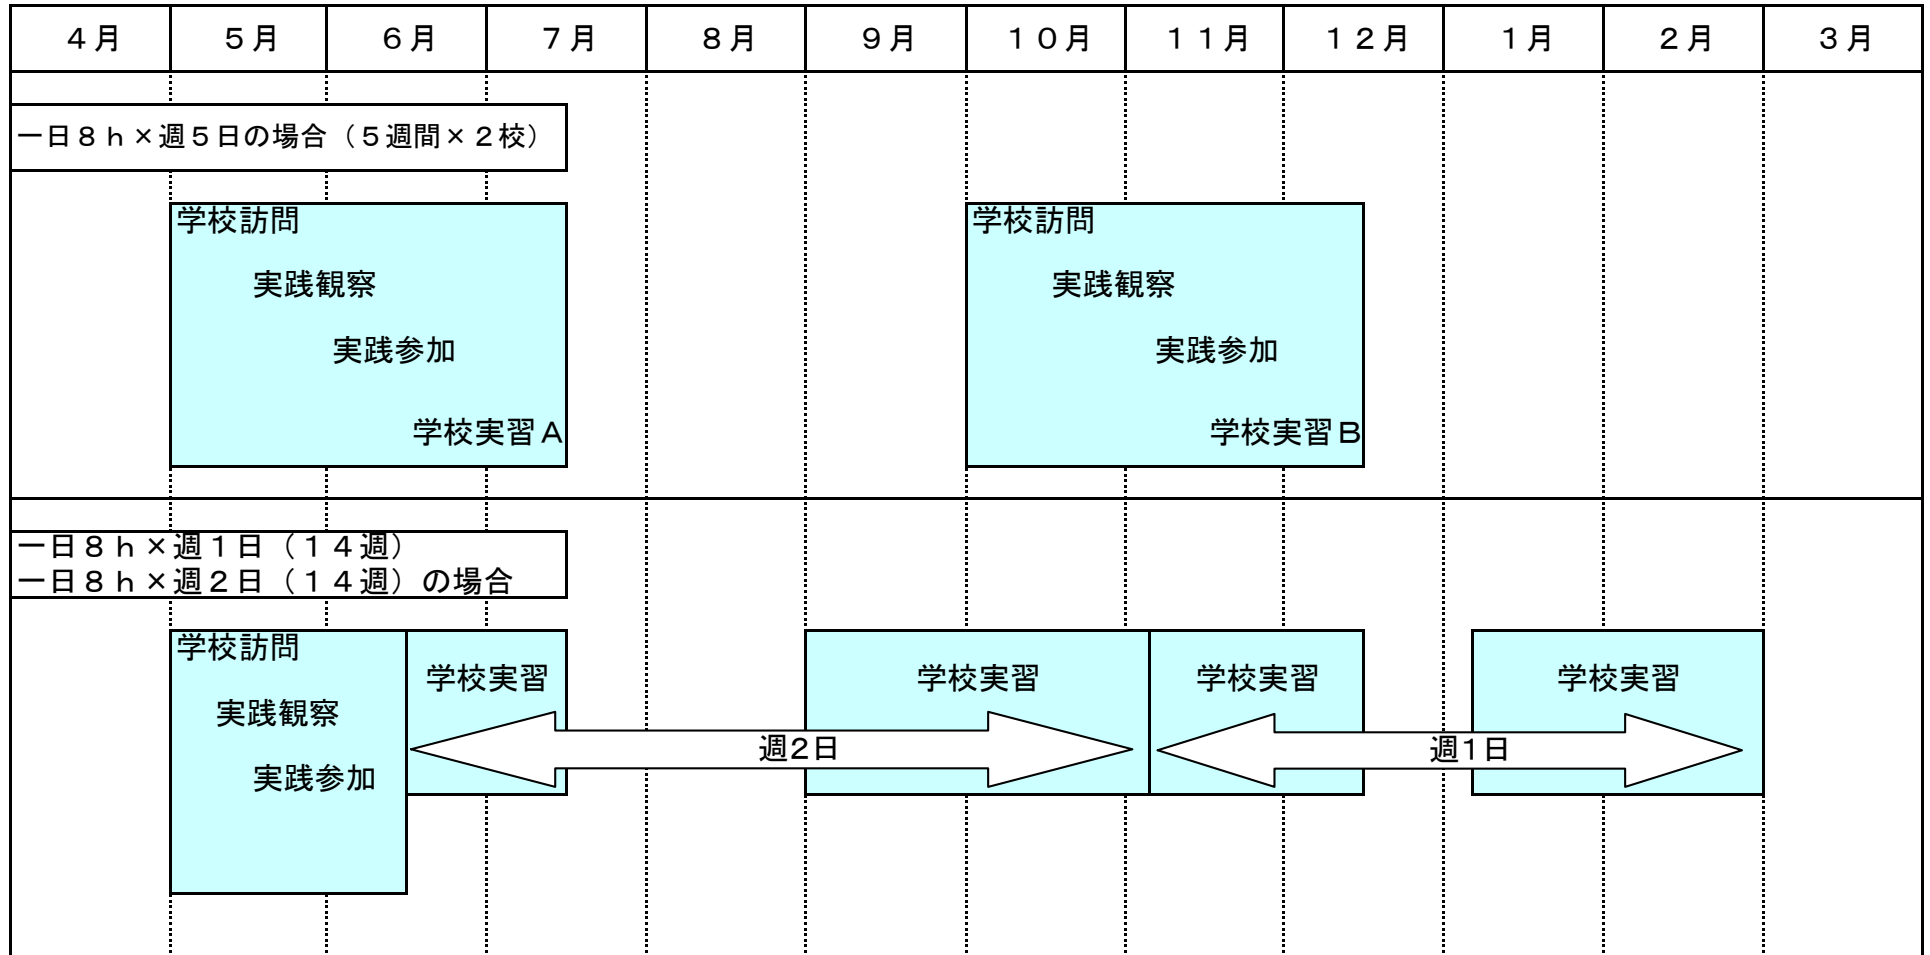 ４月 ５月 ６月 ７月 ８月 ９月 １０月 １１月 １２月 １月 ２月 ３月
一日８ｈ×週５日の場合（５週間×２校）
学校訪問
実践観察
実践参加
学校実習Ａ
学校訪問
実践観察
実践参加
学校実習Ｂ
一日８ｈ×週１日（１４週）
一日８ｈ×週２日（１４週）の場合
学校訪問
実践観察
実践参加
学校実習
学校実習
学校実習
学校実習
週2日
週1日